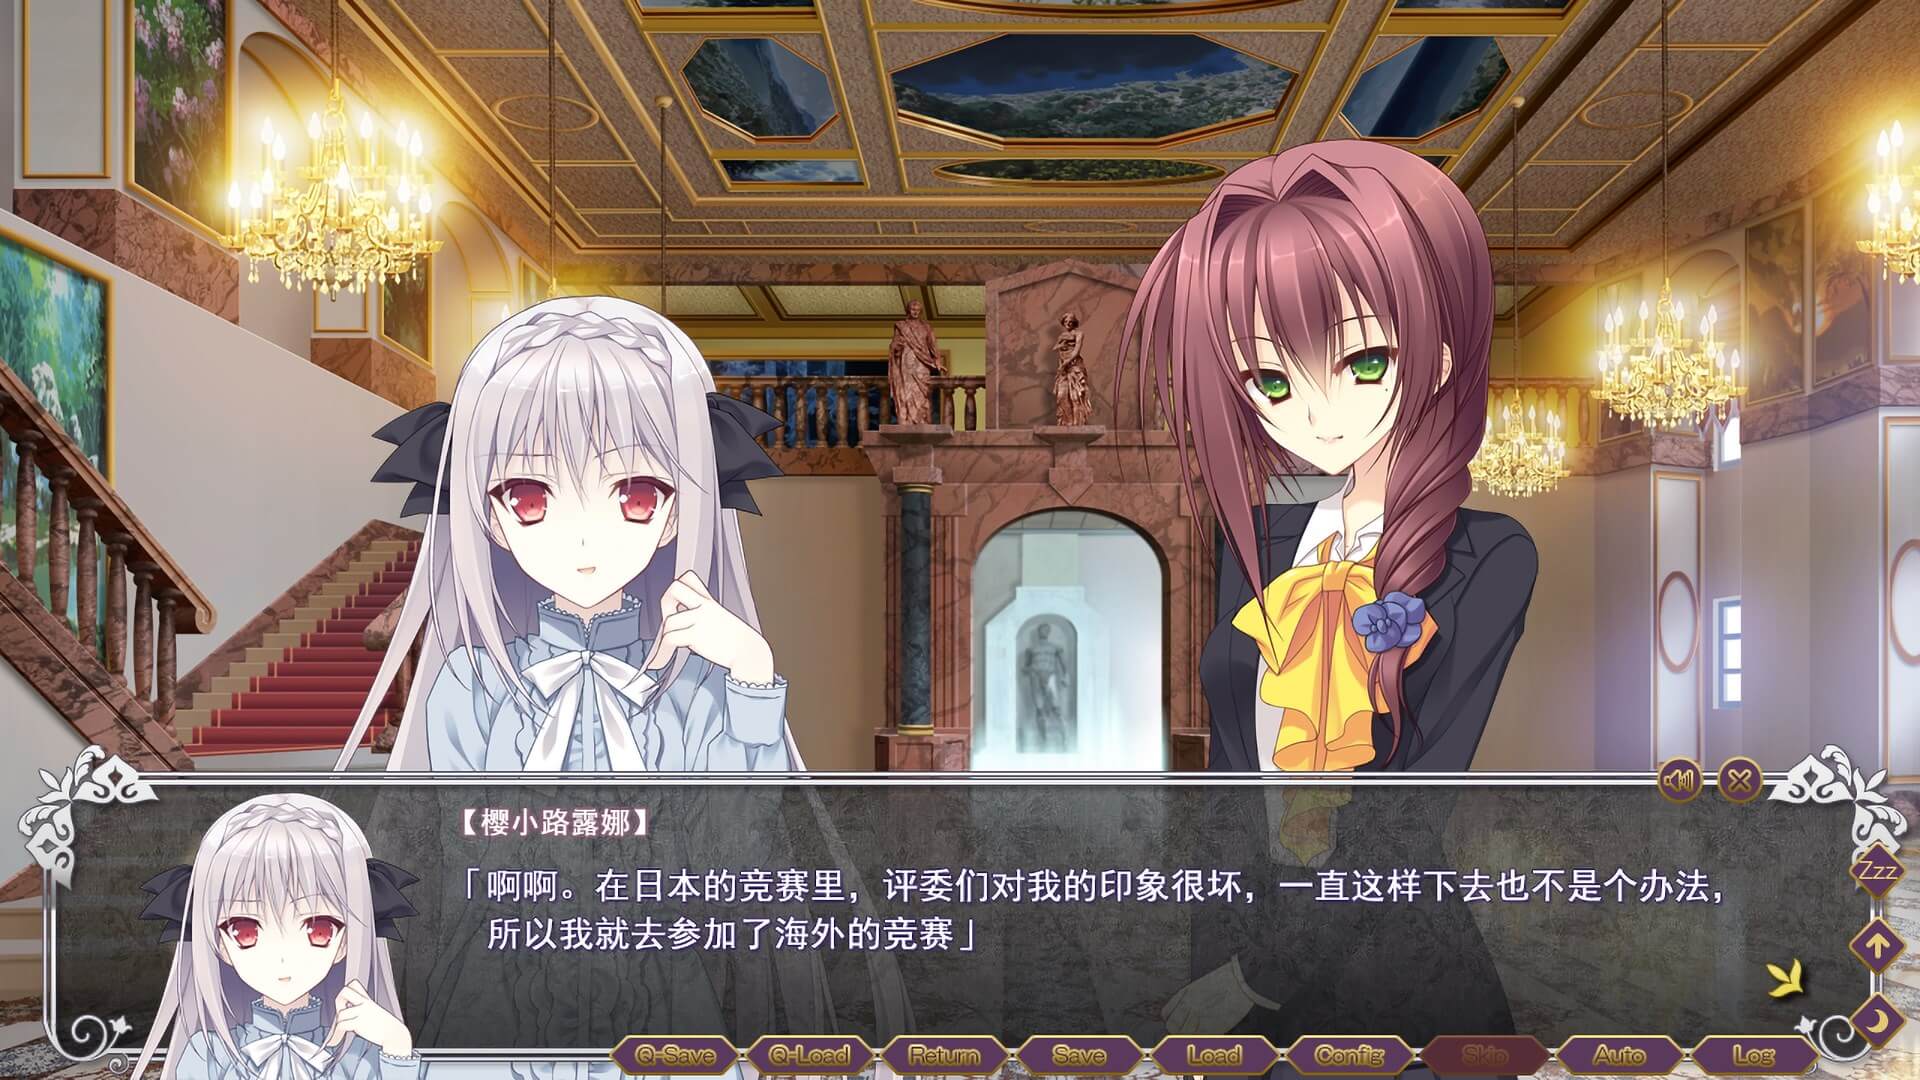 【樱小路露娜】
「啊啊。在日本的竞赛里，评委们对我的印象很坏，一直这样下去也不是个办法，
所以我就去参加了海外的竞赛」
Zzz
Q-Save Q-Load Return Save Load Config Skip Auto Log